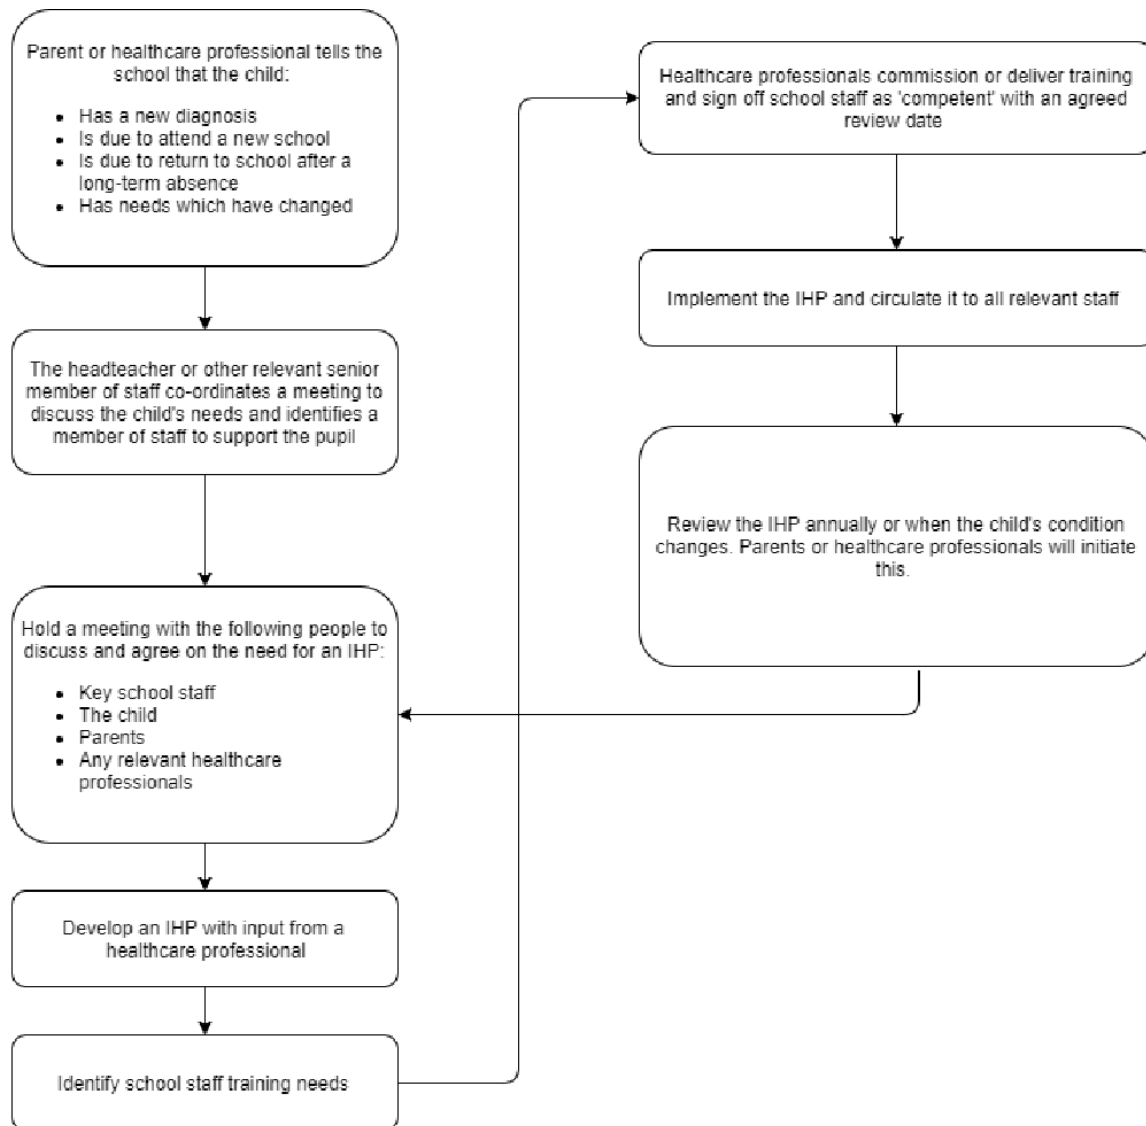 Parent or healthcare professional tells the
school that the child:
• Has a new diagnosis
• Is due to attend a new school
• Is due to return to school after a
long-term absence
• Has needs which have changed
The headteacher or other relevant senior
member of staff co-ordinates a meeting to
discuss the child's needs and identifies a
member of staff to support the pupil
Hold a meeting with the following people to
discuss and agree on the need for an IHP:
• Key school staff
• The child
• Parents
• Any relevant healthcare
professionals
Develop an IHP with input from a
healthcare professional
Identify school staff training needs
Healthcare professionals commission or deliver training
and sign off school staff as 'competent' with an agreed
review date
Implement the IHP and circulate it to all relevant staff
Review the IHP annually or when the child's condition
changes. Parents or healthcare professionals will initiate
this.